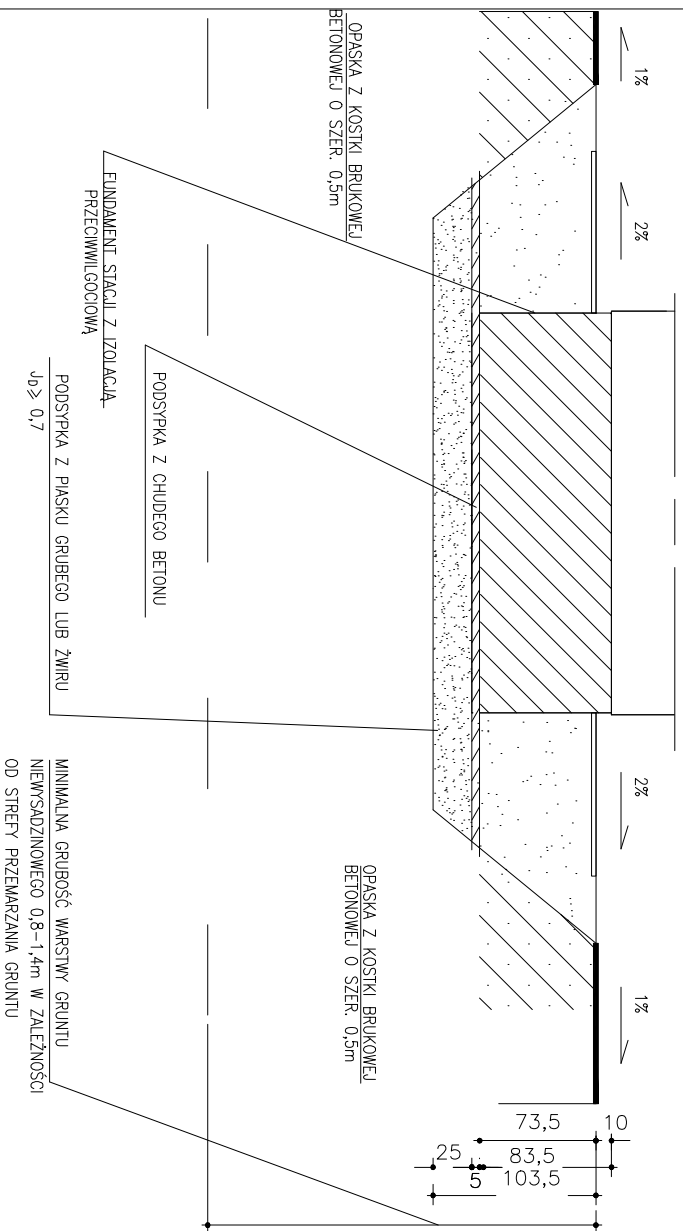 1%
2%
2%
1%
OPASKA Z KOSTKI BRUKOWEJ
BETONOWEJ O SZER. 0,5m
FUNDAMENT STACJI Z IZOLACJĄ
PRZECIWWILGOCIOWĄ
PODSYPKA Z CHUDEGO BETONU
PODSYPKA Z PIASKU GRUBEGO LUB ŻWIRU
J_D ≥ 0,7
OPASKA Z KOSTKI BRUKOWEJ
BETONOWEJ O SZER. 0,5m
MINIMALNA GRUBOŚĆ WARSTWY GRUNTU
NIEWYSADZINOWEGO 0,8-1,4m W ZALEŻNOŚCI
OD STREFY PRZEMARZANIA GRUNTU
73,5
10
25
83,5
5
103,5